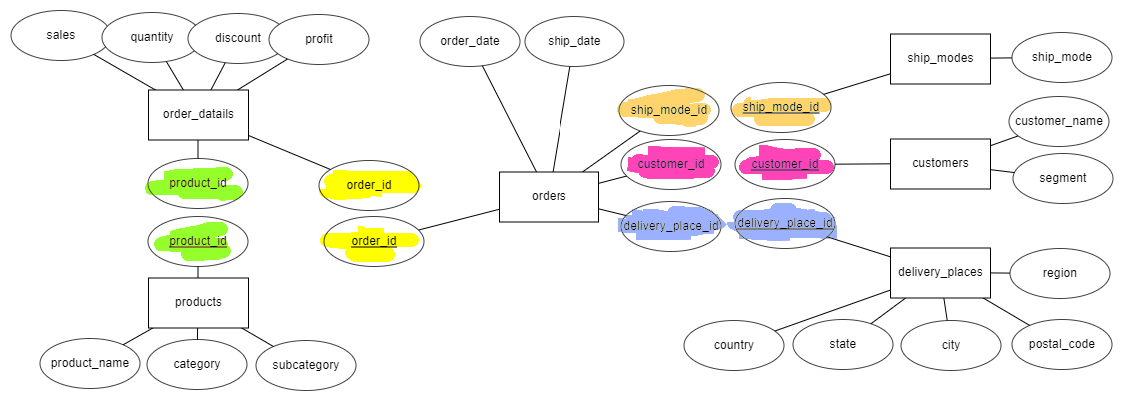 sales
quantity
discount
profit
order_date
ship_date
ship_modes
ship_mode
order_datails
ship_mode_id
ship_mode_id
customer_name
product_id
order_id
orders
customer_id
customer_id
customers
segment
product_id
order_id
delivery_place_id
delivery_place_id
products
delivery_places
region
product_name
category
subcategory
country
state
city
postal_code